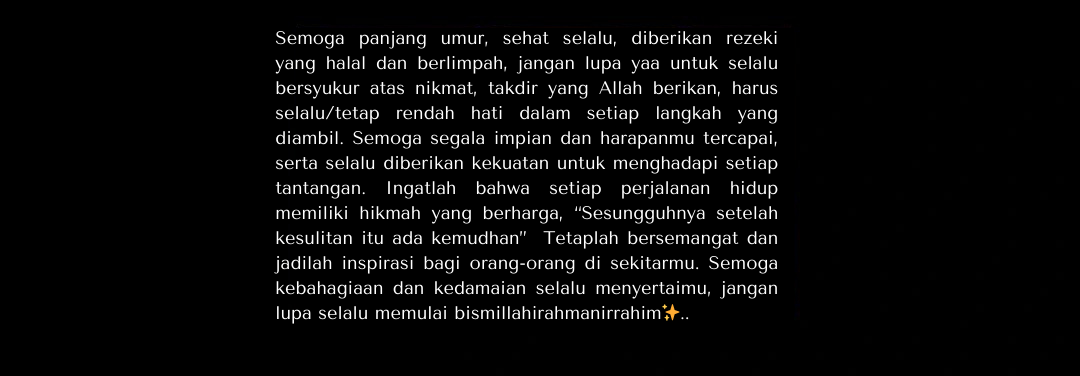 Semoga panjang umur, sehat selalu, diberikan rezeki
yang halal dan berlimpah, jangan lupa yaa untuk selalu
bersyukur atas nikmat, takdir yang Allah berikan, harus
selalu/tetap rendah hati dalam setiap langkah yang
diambil. Semoga segala impian dan harapanmu tercapai,
serta selalu diberikan kekuatan untuk menghadapi setiap
tantangan. Ingatlah bahwa setiap perjalanan hidup
memiliki hikmah yang berharga, “Sesungguhnya setelah
kesulitan itu ada kemudhan” Tetaplah bersemangat dan
jadilah inspirasi bagi orang-orang di sekitarmu. Semoga
kebahagiaan dan kedamaian selalu menyertaimu, jangan
lupa selalu memulai bismillahirahmanirrahim✨..